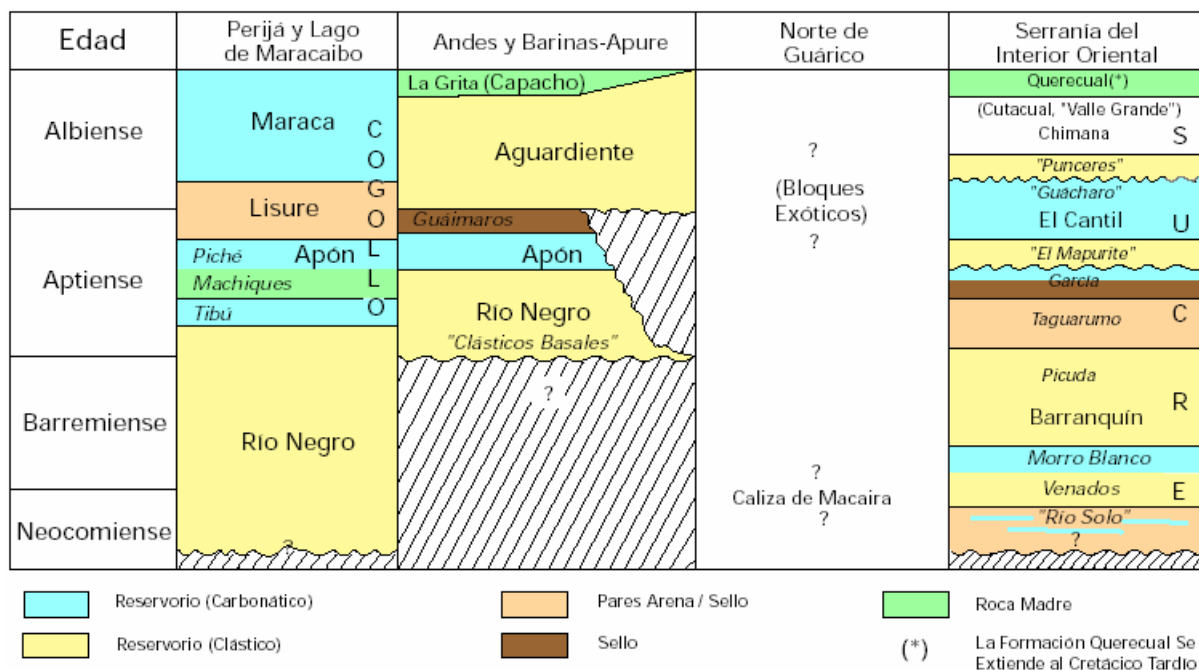 Edad
Perijá y Lago
de Maracaibo
Andes y Barinas-Apure
Norte de
Guárico
Serranía del
Interior Oriental
Albiense
Aptiense
Barremiense
Neocomiense
Maraca
Lisure
Piché
Apón
Machiques
Tibú
Río Negro
?
C
O
G
O
L
L
O
La Grita (Capacho)
Aguardiente
Guáimaros
Apón
Río Negro
"Clásticos Basales"
?
?
(Bloques
Exóticos)
?
?
Caliza de Macaira
?
Querecual(*)
(Cutacual, "Valle Grande")
Chimana
"Punceres"
"Guácharo"
El Cantil
"El Mapurite"
García
Taguarumo
Picuda
Barranquín
Morro Blanco
Venados
"Río Solo"
?
S
U
C
R
E
Reservorio (Carbonático)
Pares Arena / Sello
Roca Madre
Reservorio (Clástico)
Sello
(*)
La Formación Querecual Se
Extiende al Cretácico Tardío